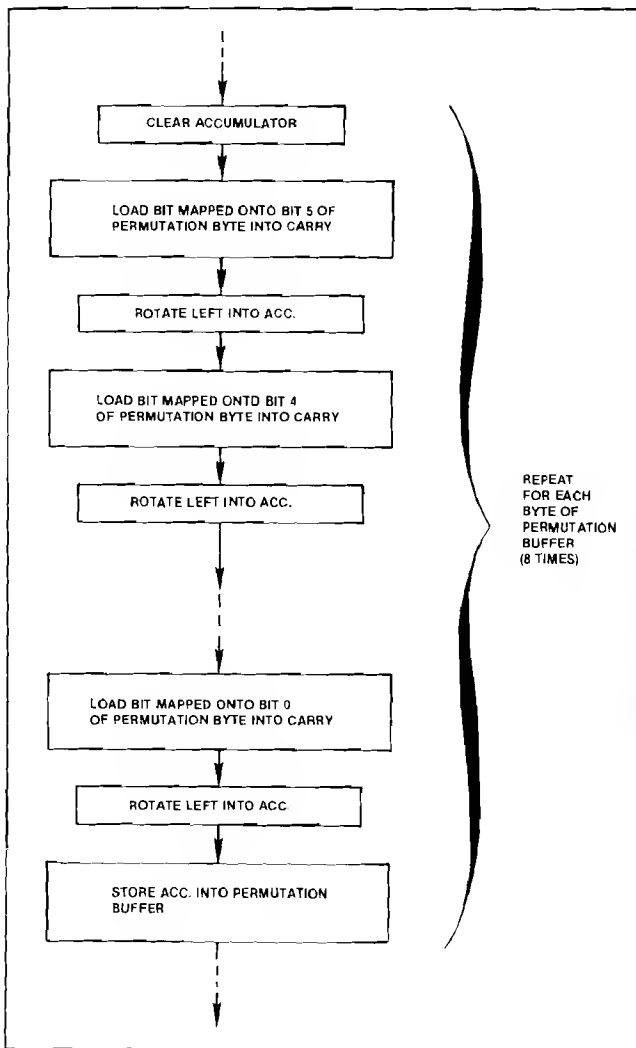 CLEAR ACCUMULATOR
LOAD BIT MAPPED ONTO BIT 5 OF
PERMUTATION BYTE INTO CARRY
ROTATE LEFT INTO ACC.
LOAD BIT MAPPED ONTO BIT 4
OF PERMUTATION BYTE INTO CARRY
ROTATE LEFT INTO ACC.
REPEAT
FOR EACH
BYTE OF
PERMUTATION
BUFFER
(8 TIMES)
LOAD BIT MAPPED ONTO BIT 0
OF PERMUTATION BYTE INTO CARRY
ROTATE LEFT INTO ACC
STORE ACC. INTO PERMUTATION
BUFFER